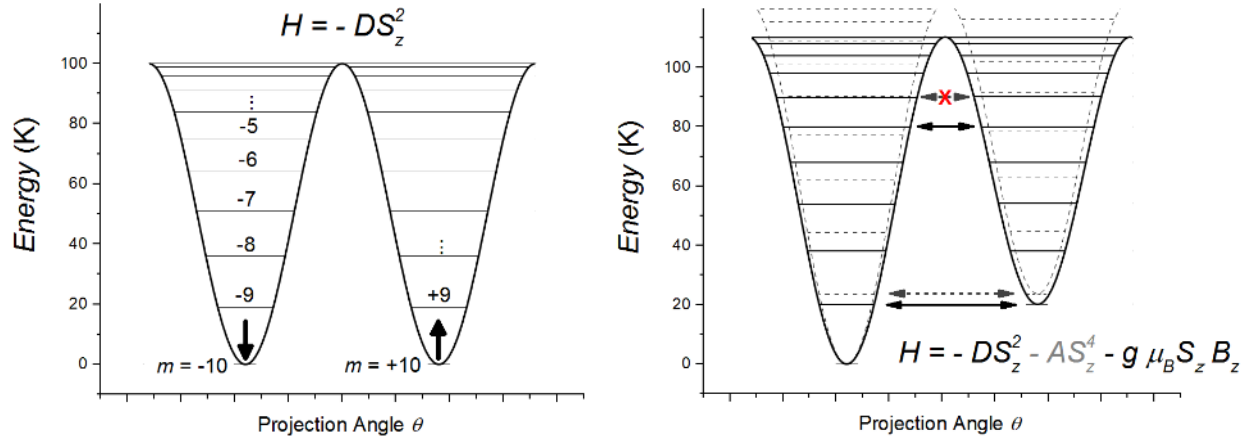 H = - DS_z^2
Energy (K)
100
80
60
40
20
0
⋮
-5
-6
-7
-8
⋮
-9
+9
m = -10
m = +10
Projection Angle θ
Energy (K)
100
80
60
40
20
0
X
H = - DS_z^2 - AS_z^4 - g μ_B S_z B_z
Projection Angle θ